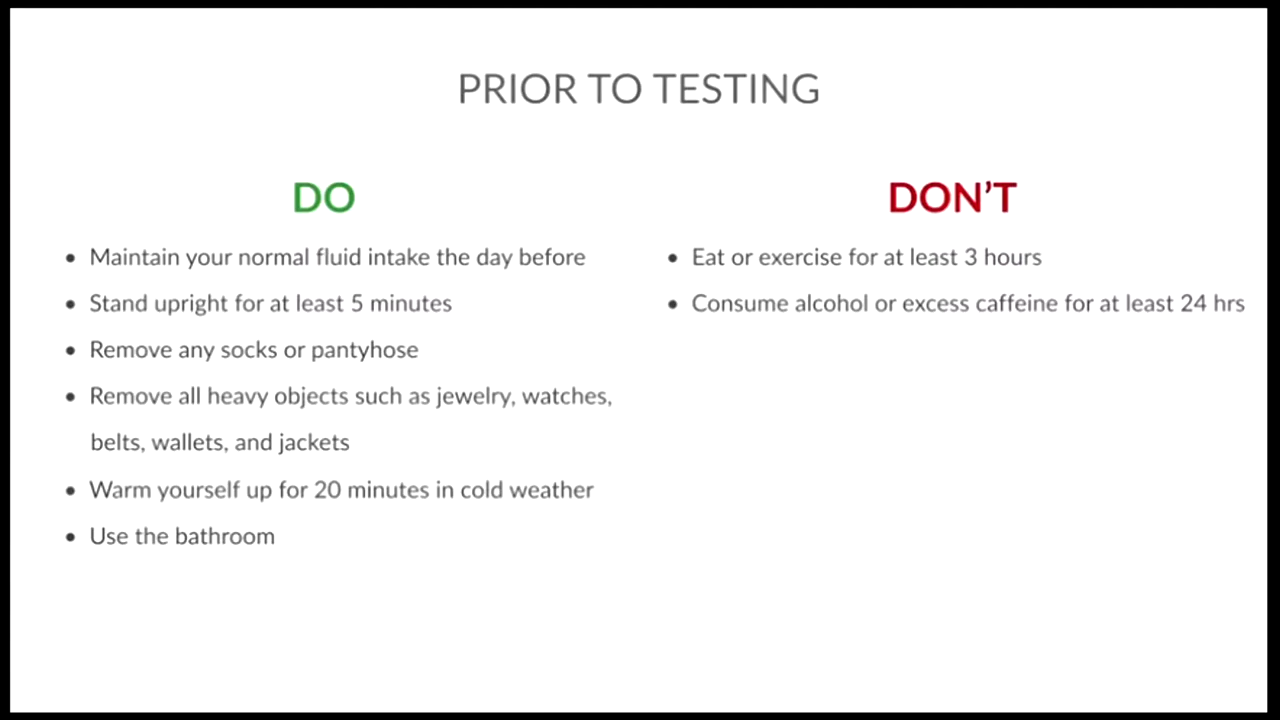 PRIOR TO TESTING
DO
• Maintain your normal fluid intake the day before
• Stand upright for at least 5 minutes
• Remove any socks or pantyhose
• Remove all heavy objects such as jewelry, watches,
belts, wallets, and jackets
• Warm yourself up for 20 minutes in cold weather
• Use the bathroom
DON’T
• Eat or exercise for at least 3 hours
• Consume alcohol or excess caffeine for at least 24 hrs